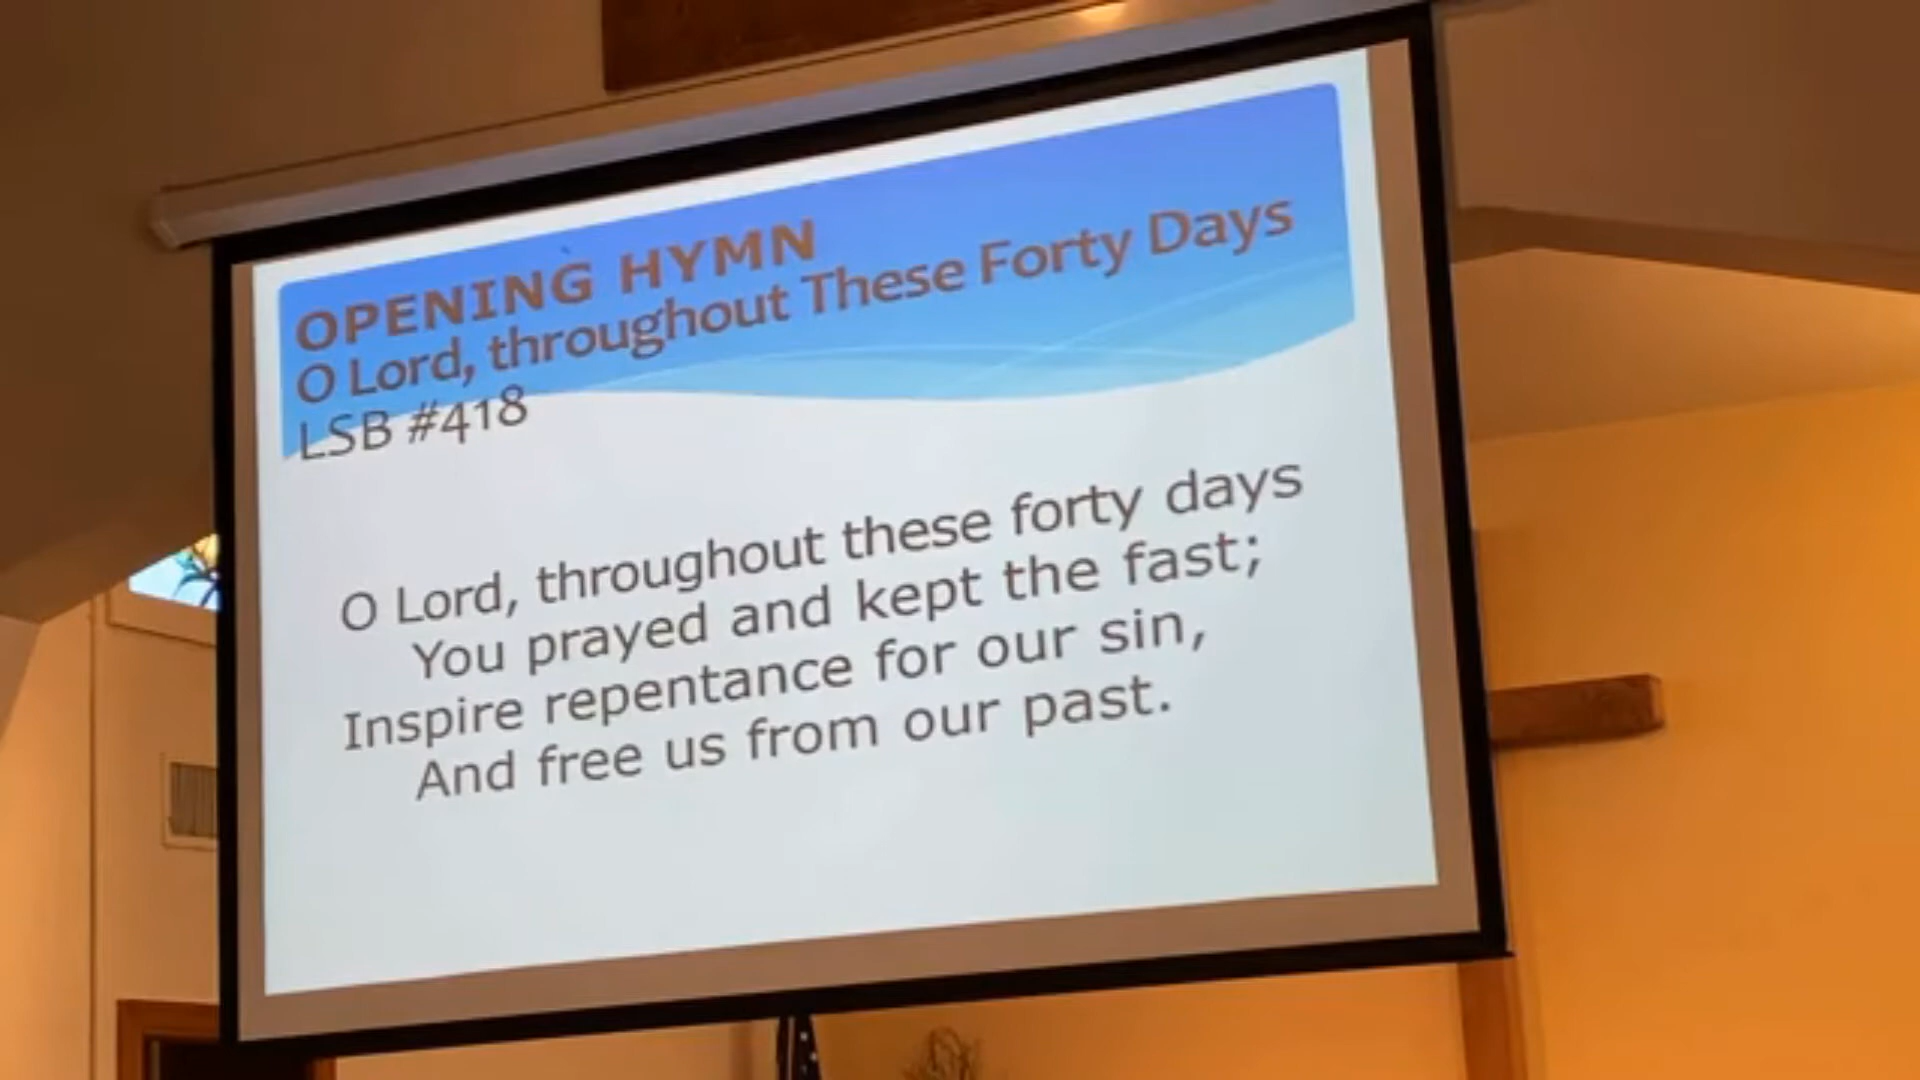 OPENING HYMN
O Lord, throughout These Forty Days
LSB #418
O Lord, throughout these forty days
You prayed and kept the fast;
Inspire repentance for our sin,
And free us from our past.